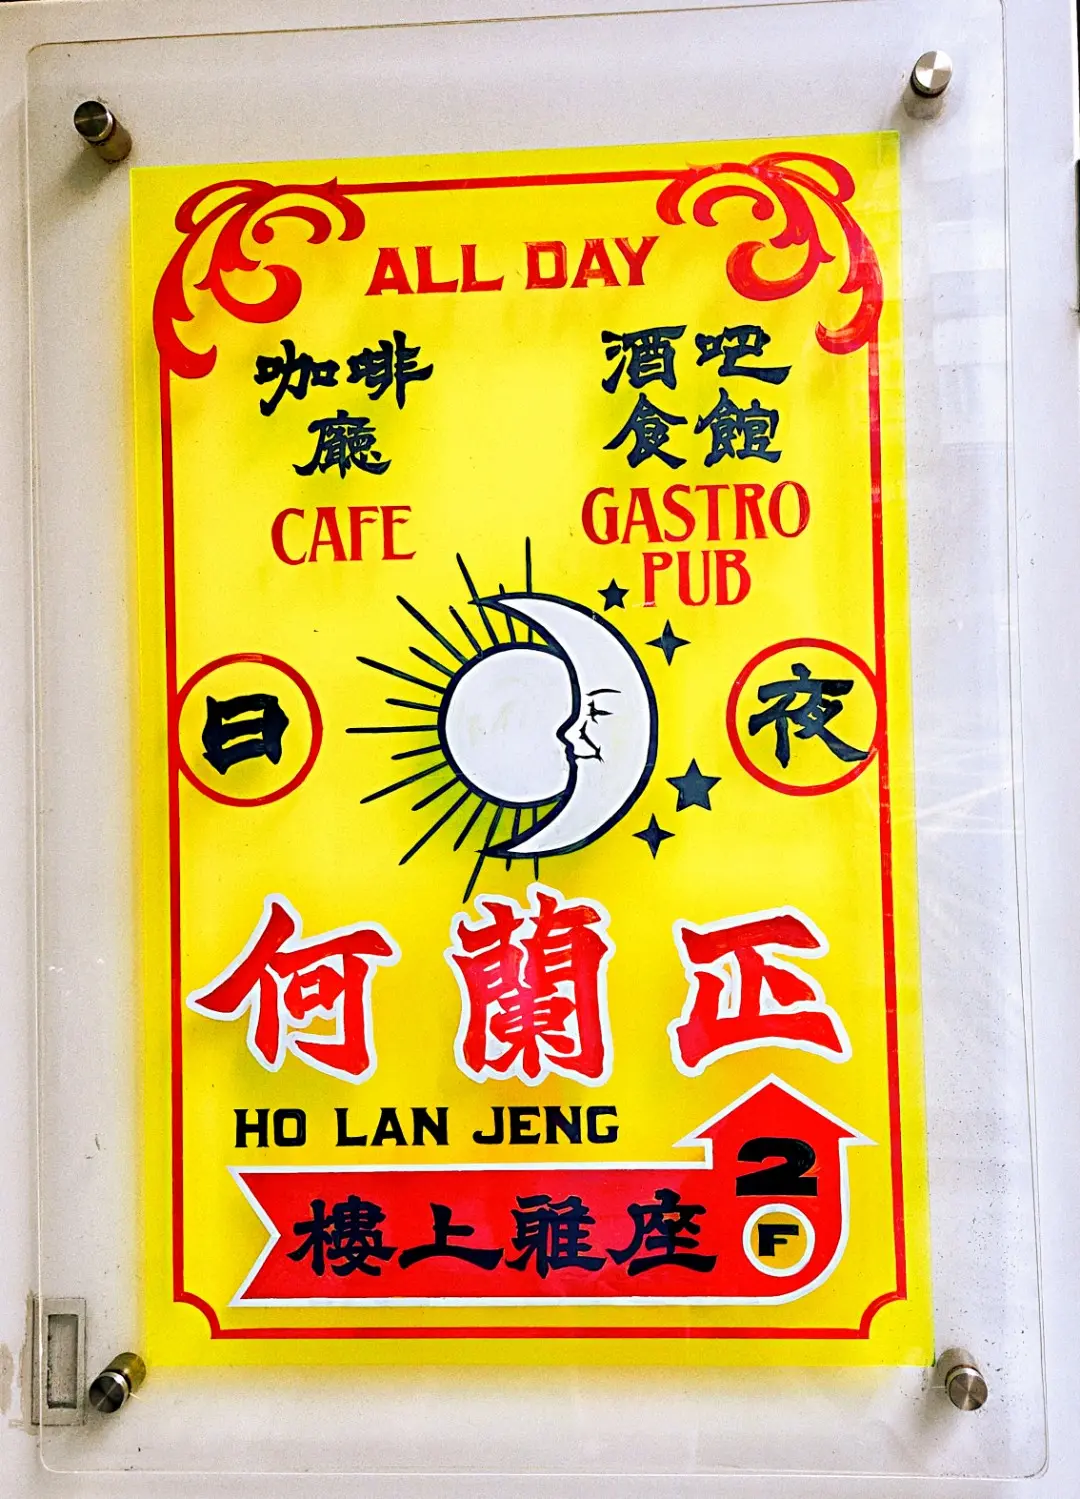 ALL DAY
咖啡
廳
CAFE
酒吧
食館
GASTRO
PUB
日
夜
何蘭正
HO LAN JENG
樓上雅座
2
F